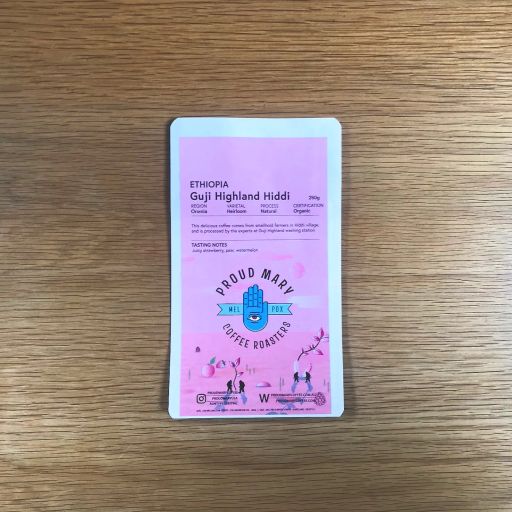 ETHIOPIA
Guji Highland Hiddi 250g
REGION VARIETAL PROCESS CERTIFICATION
Oromia Heirloom Natural Organic
This delicious coffee comes from smallhold farmers in Hiddi village,
and is processed by the experts at Guji Highland washing station.
TASTING NOTES
Juicy strawberry, pear, watermelon
PROUD MARY
MEL PDX
COFFEE ROASTERS
W